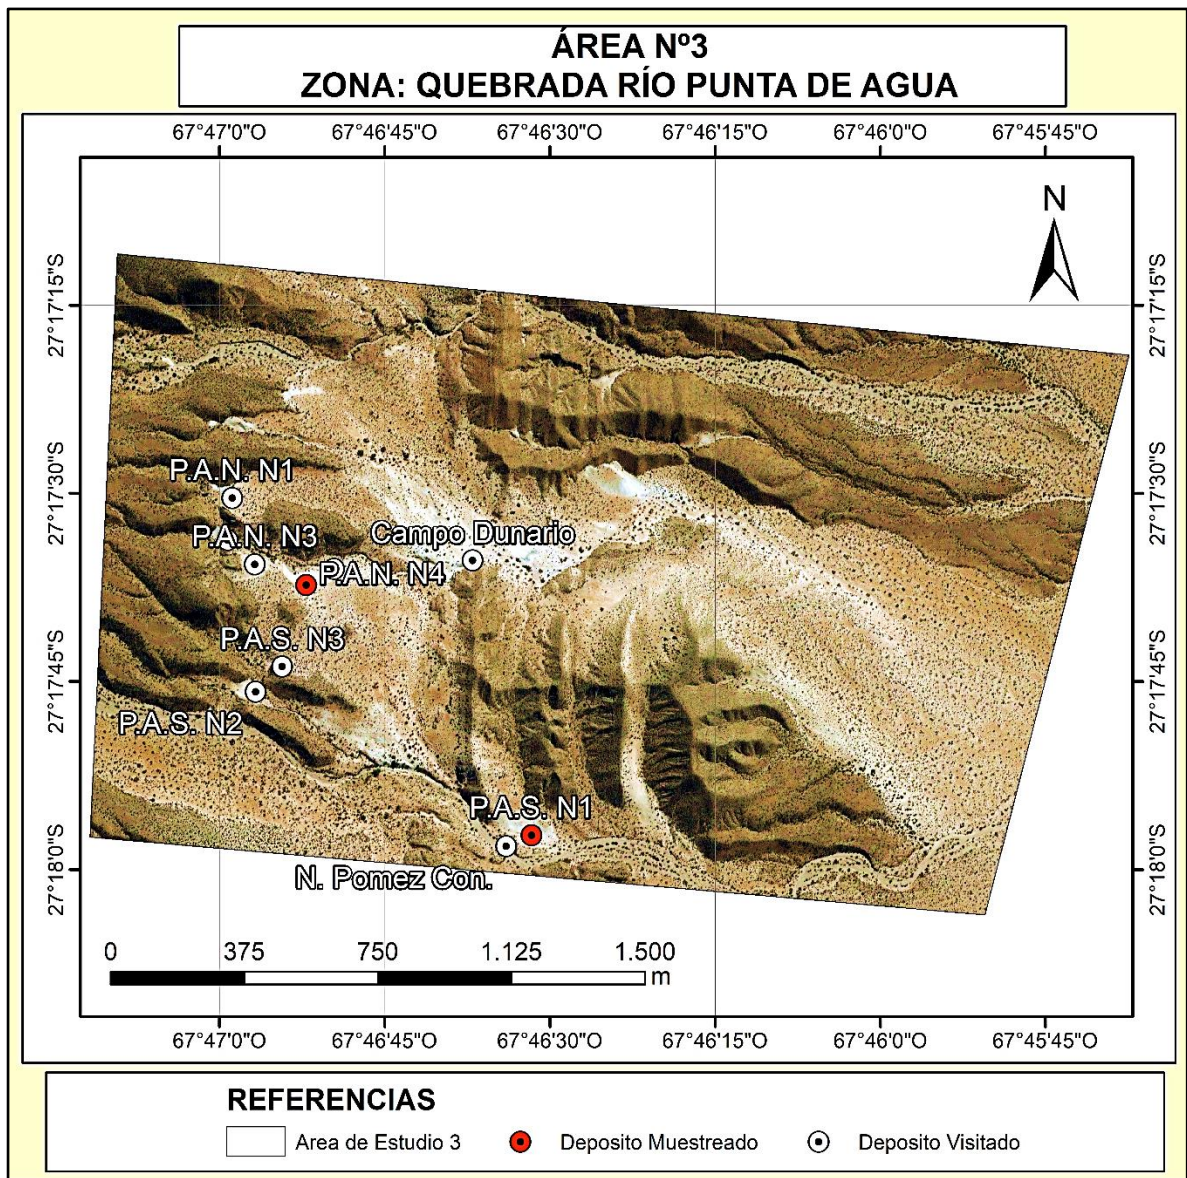 ÁREA Nº3
ZONA: QUEBRADA RÍO PUNTA DE AGUA
67°47'0"O 67°46'45"O 67°46'30"O 67°46'15"O 67°46'0"O 67°45'45"O
N
27°17'15"S 27°17'15"S
P.A.N. N1
27°17'30"S 27°17'30"S
P.A.N. N3 Campo Dunario
P.A.N. N4
P.A.S. N3
27°17'45"S 27°17'45"S
P.A.S. N2
P.A.S. N1
N. Pomez Con.
27°18'0"S 27°18'0"S
0 375 750 1.125 1.500
m
67°47'0"O 67°46'45"O 67°46'30"O 67°46'15"O 67°46'0"O 67°45'45"O
REFERENCIAS
Area de Estudio 3 Deposito Muestreado Deposito Visitado